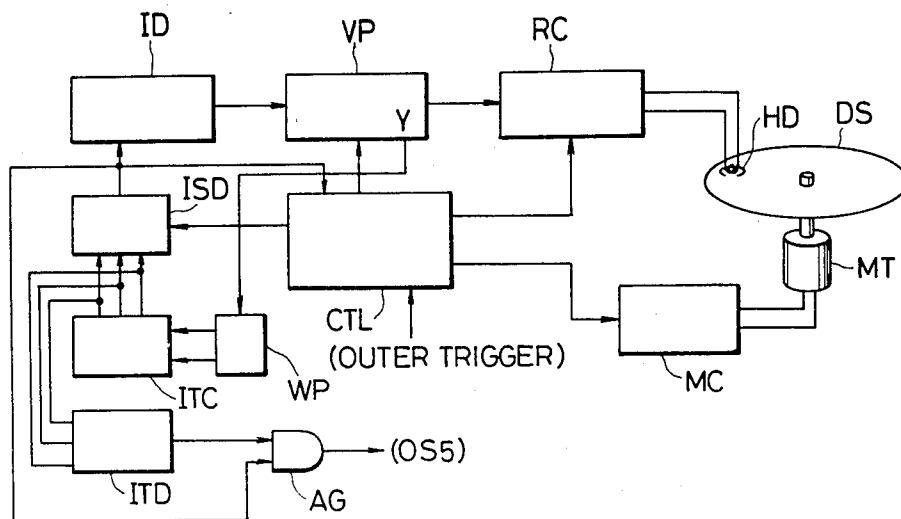 ID
VP
RC
Y
HD
DS
ISD
MT
CTL
(OUTER TRIGGER)
WP
MC
ITC
(OS5)
ITD
AG